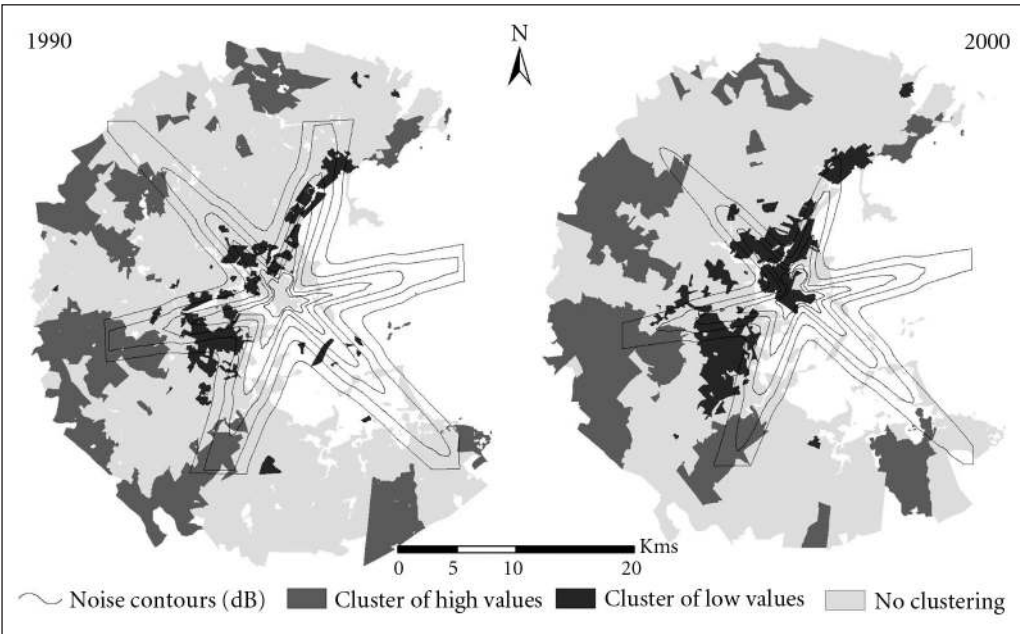 1990
N
2000
Kms
0 5 10 20
Noise contours (dB) Cluster of high values Cluster of low values No clustering